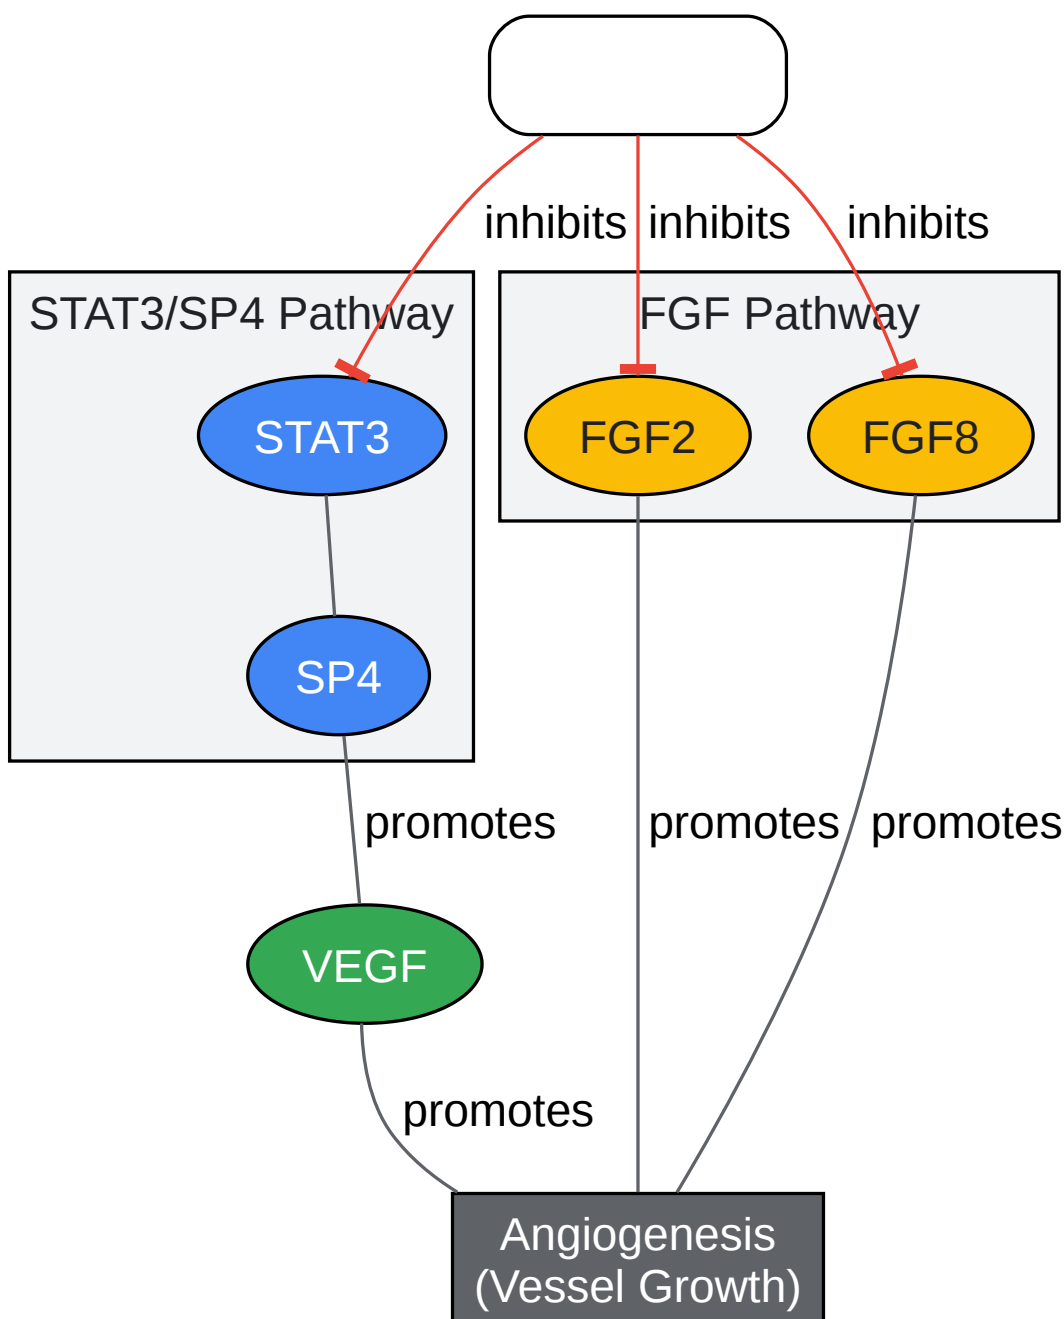 inhibits inhibits inhibits
STAT3/SP4 Pathway
FGF Pathway
STAT3
FGF2
FGF8
SP4
promotes promotes promotes
VEGF
promotes
Angiogenesis
(Vessel Growth)